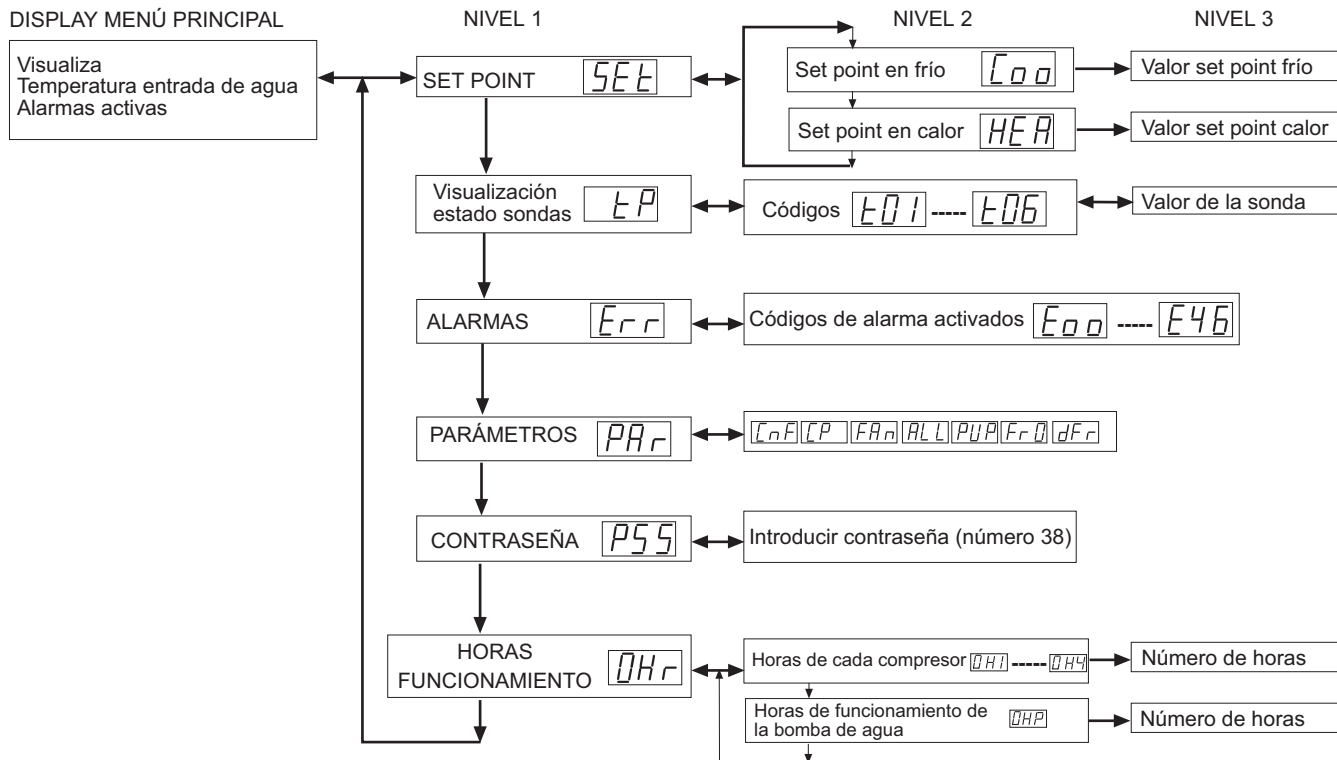 DISPLAY MENÚ PRINCIPAL
NIVEL 1
NIVEL 2
NIVEL 3
Visualiza
Temperatura entrada de agua
Alarmas activas
SET POINT SEt
Set point en frío Coo
Valor set point frío
Set point en calor HEA
Valor set point calor
Visualización
estado sondas tP
Códigos t01 ----- t06
Valor de la sonda
ALARMAS Err
Códigos de alarma activados Eoo ----- E46
PARÁMETROS PAr
CnF CP FAn ALL PUP Fr0 dFr
CONTRASEÑA PSS
Introducir contraseña (número 38)
HORAS
FUNCIONAMIENTO OHr
Horas de cada compresor OH1 ----- OH4
Número de horas
Horas de funcionamiento de
la bomba de agua OHP
Número de horas